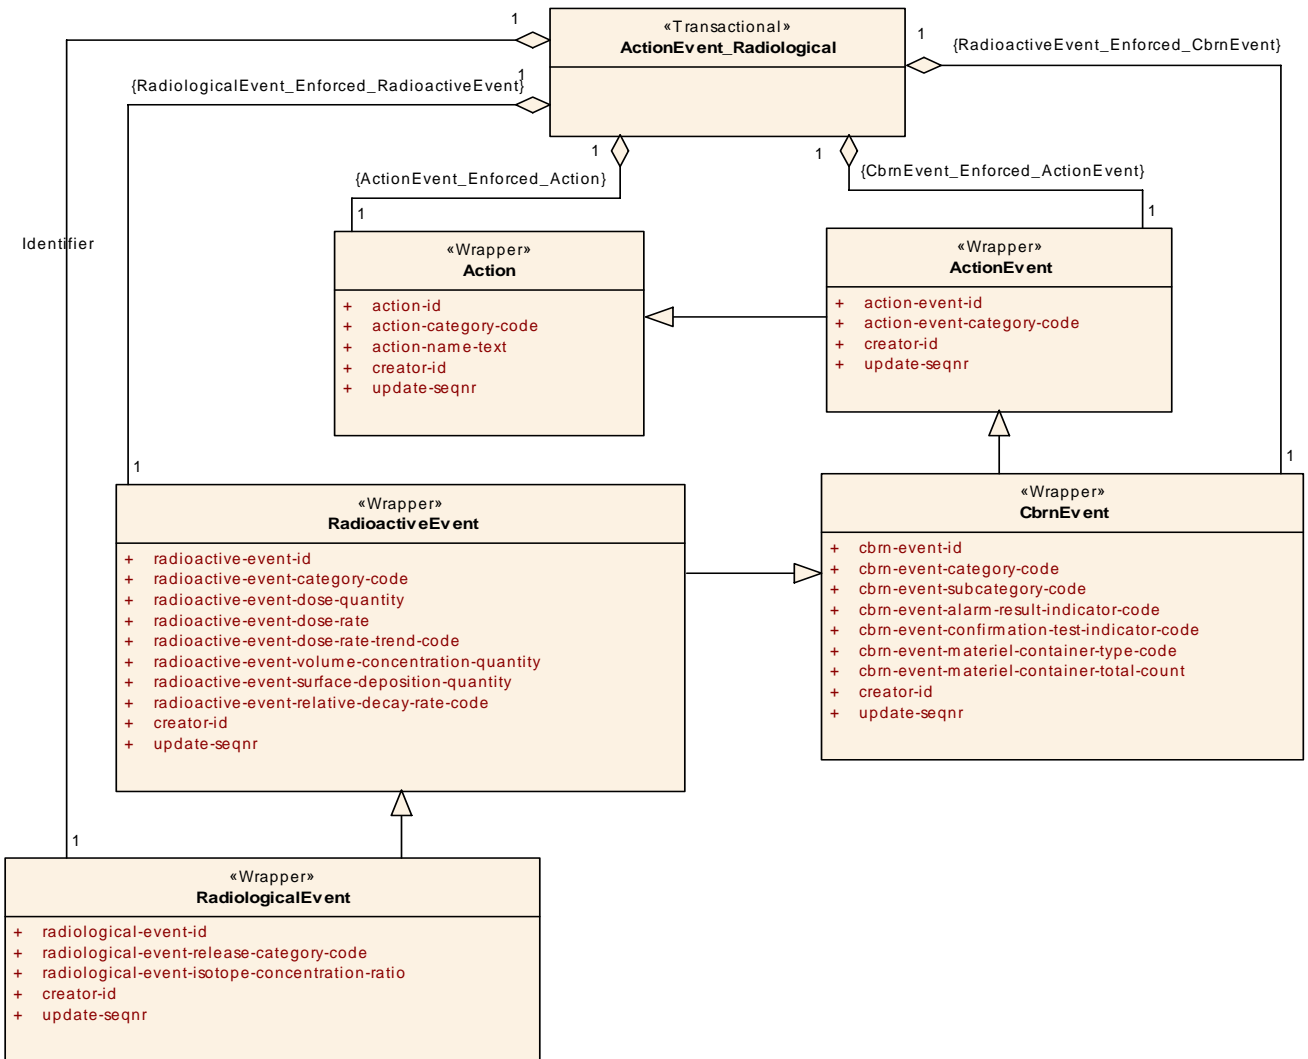 1
«Transactional»
ActionEvent_Radiological
1
{RadioactiveEvent_Enforced_CbrnEvent}
1
{RadiologicalEvent_Enforced_RadioactiveEvent}
1
1
{ActionEvent_Enforced_Action}
{CbrnEvent_Enforced_ActionEvent}
1
1
Identifier
«Wrapper»
Action
+ action-id
+ action-category-code
+ action-name-text
+ creator-id
+ update-seqnr
«Wrapper»
ActionEvent
+ action-event-id
+ action-event-category-code
+ creator-id
+ update-seqnr
1
1
«Wrapper»
RadioactiveEvent
+ radioactive-event-id
+ radioactive-event-category-code
+ radioactive-event-dose-quantity
+ radioactive-event-dose-rate
+ radioactive-event-dose-rate-trend-code
+ radioactive-event-volume-concentration-quantity
+ radioactive-event-surface-deposition-quantity
+ radioactive-event-relative-decay-rate-code
+ creator-id
+ update-seqnr
«Wrapper»
CbrnEvent
+ cbrn-event-id
+ cbrn-event-category-code
+ cbrn-event-subcategory-code
+ cbrn-event-alarm-result-indicator-code
+ cbrn-event-confirmation-test-indicator-code
+ cbrn-event-materiel-container-type-code
+ cbrn-event-materiel-container-total-count
+ creator-id
+ update-seqnr
1
«Wrapper»
RadiologicalEvent
+ radiological-event-id
+ radiological-event-release-category-code
+ radiological-event-isotope-concentration-ratio
+ creator-id
+ update-seqnr